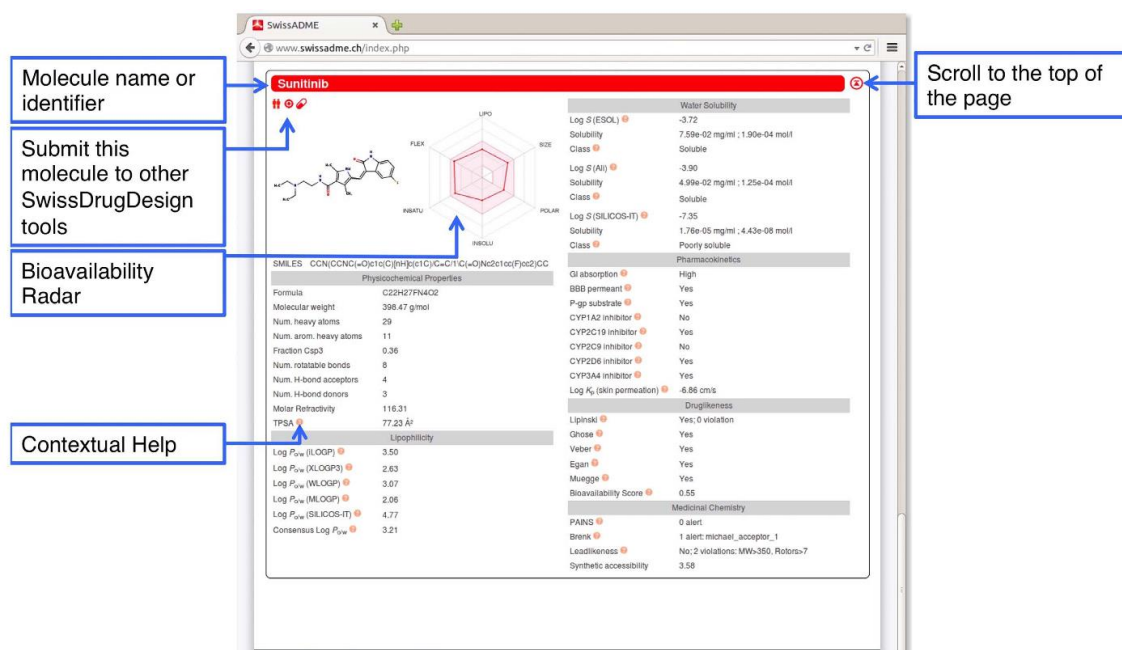 SwissADME
www.swissadme.ch/index.php
Molecule name or
identifier
Submit this
molecule to other
SwissDrugDesign
tools
Bioavailability
Radar
Contextual Help
Scroll to the top of
the page
Sunitinib
LIPO
FLEX
SIZE
INSATU
POLAR
INSOLU
SMILES CCN(CCNC(=O)c1c(C)[nH]c(c1C)/C=C/1\C(=O)Nc2c1cc(F)cc2)CC
Physicochemical Properties
Formula C22H27FN4O2
Molecular weight 398.47 g/mol
Num. heavy atoms 29
Num. arom. heavy atoms 11
Fraction Csp3 0.36
Num. rotatable bonds 8
Num. H-bond acceptors 4
Num. H-bond donors 3
Molar Refractivity 116.31
TPSA 77.23 Å²
Lipophilicity
Log Po/w (iLOGP) 3.50
Log Po/w (XLOGP3) 2.63
Log Po/w (WLOGP) 3.07
Log Po/w (MLOGP) 2.06
Log Po/w (SILICOS-IT) 4.77
Consensus Log Po/w 3.21
Water Solubility
Log S (ESOL) -3.72
Solubility 7.59e-02 mg/ml ; 1.90e-04 mol/l
Class Soluble
Log S (Ali) -3.90
Solubility 4.99e-02 mg/ml ; 1.25e-04 mol/l
Class Soluble
Log S (SILICOS-IT) -7.35
Solubility 1.76e-05 mg/ml ; 4.43e-08 mol/l
Class Poorly soluble
Pharmacokinetics
GI absorption High
BBB permeant Yes
P-gp substrate Yes
CYP1A2 inhibitor No
CYP2C19 inhibitor Yes
CYP2C9 inhibitor No
CYP2D6 inhibitor Yes
CYP3A4 inhibitor Yes
Log Kp (skin permeation) -6.86 cm/s
Druglikeness
Lipinski Yes; 0 violation
Ghose Yes
Veber Yes
Egan Yes
Muegge Yes
Bioavailability Score 0.55
Medicinal Chemistry
PAINS 0 alert
Brenk 1 alert: michael_acceptor_1
Leadlikeness No; 2 violations: MW>350, Rotors>7
Synthetic accessibility 3.58